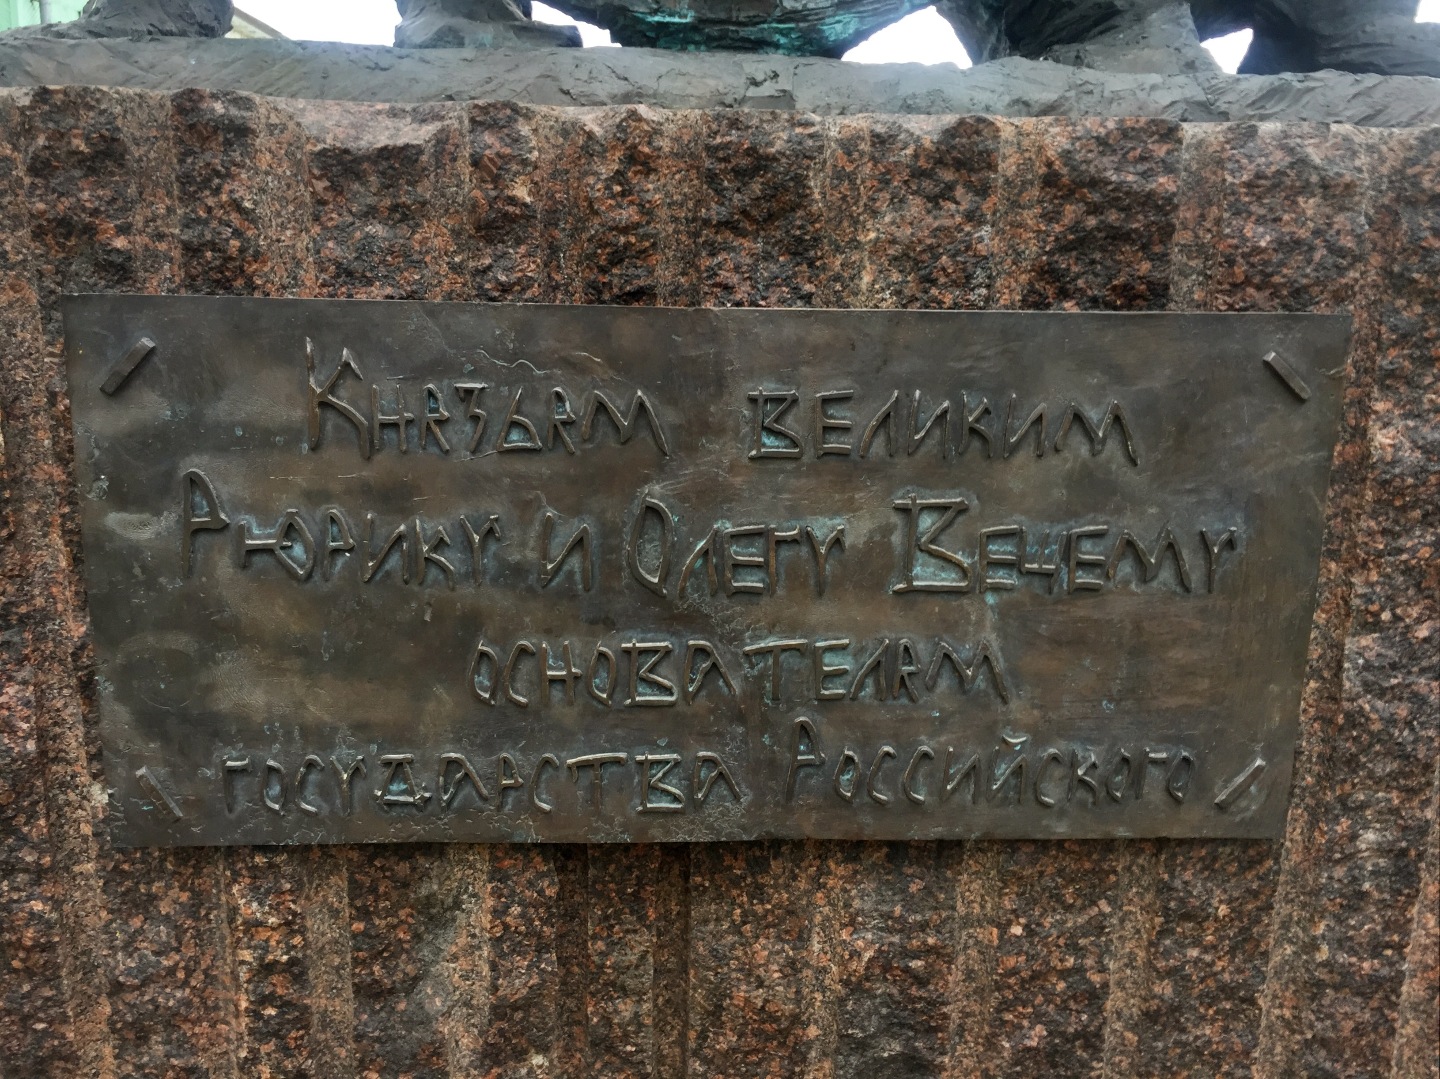 Князьям великим
Рюрику и Олегу Вещему
основателям
государства Российского